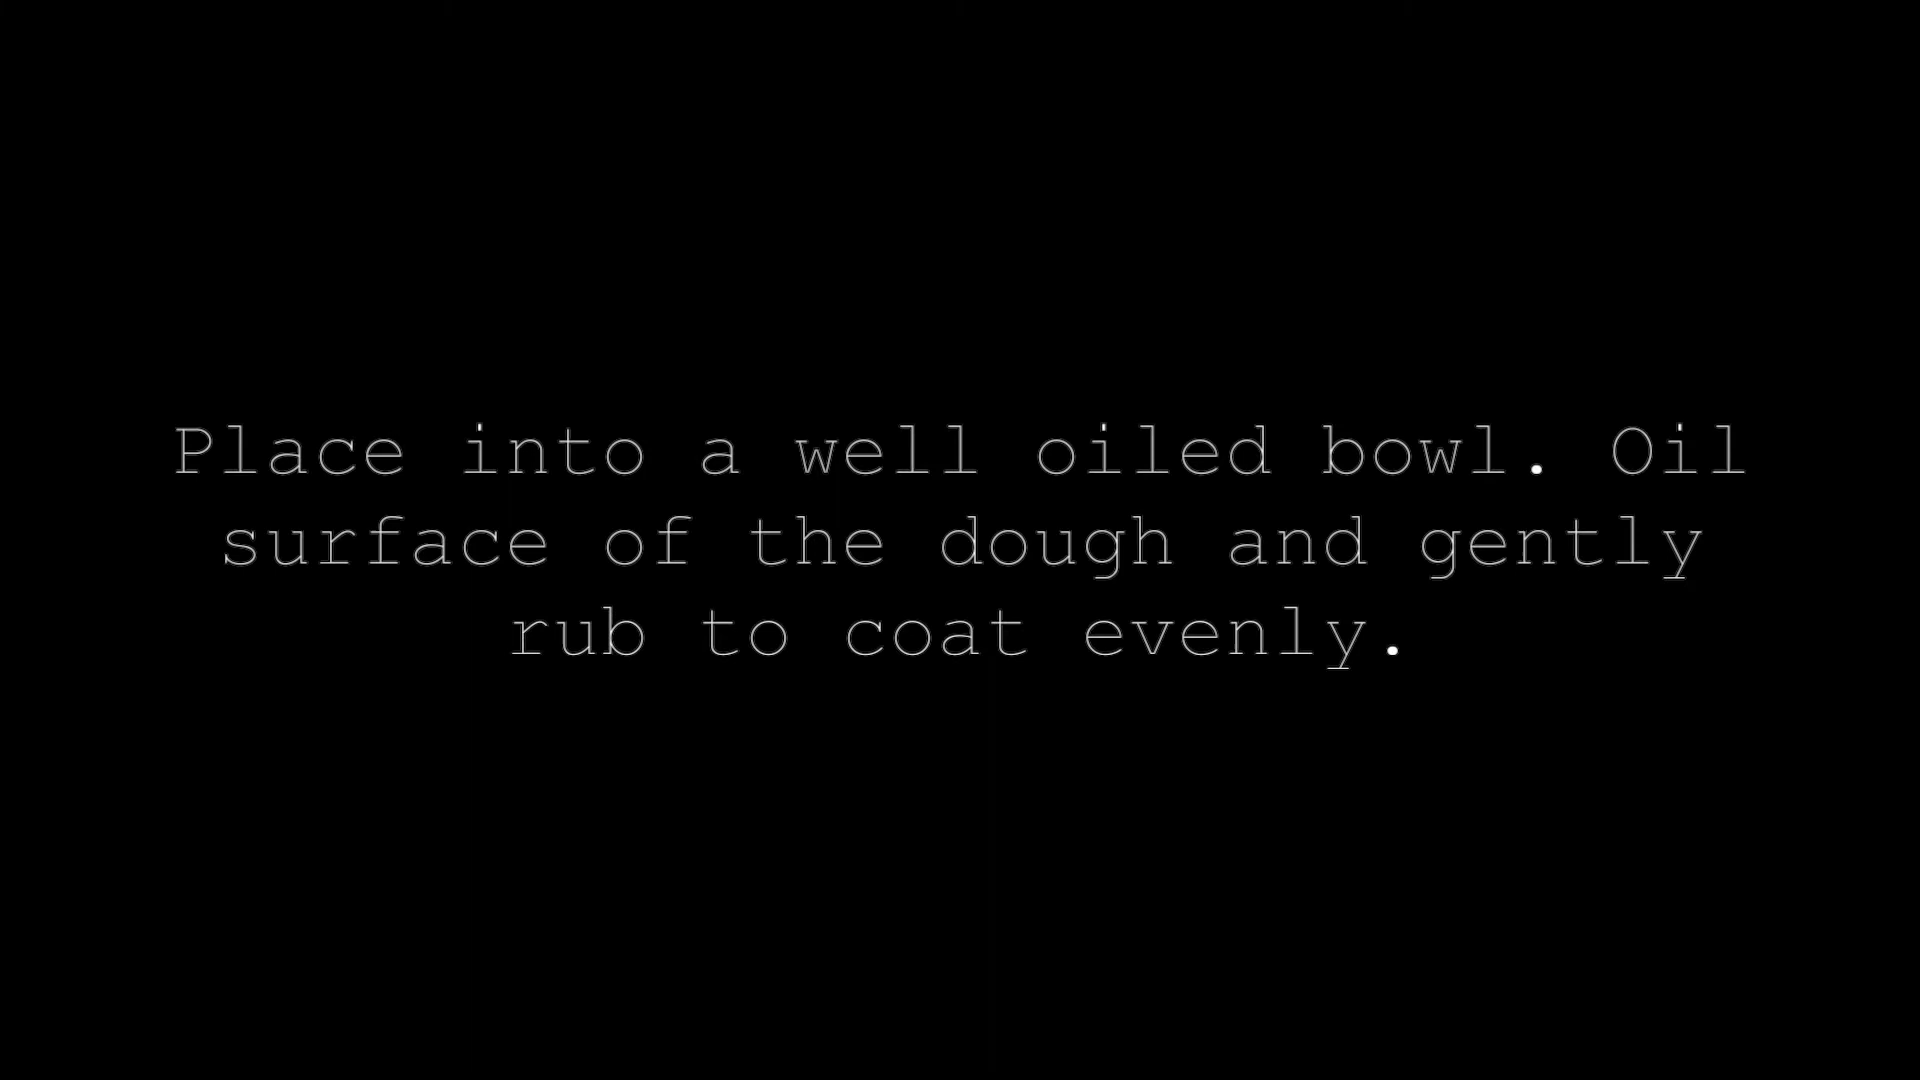 Place into a well oiled bowl. Oil
surface of the dough and gently
rub to coat evenly.